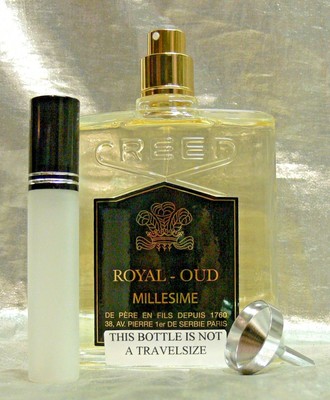 CREED
ROYAL - OUD
MILLESIME
DE PÈRE EN FILS DEPUIS 1760
38, AV. PIERRE 1er DE SERBIE PARIS
THIS BOTTLE IS NOT
A TRAVELSIZE